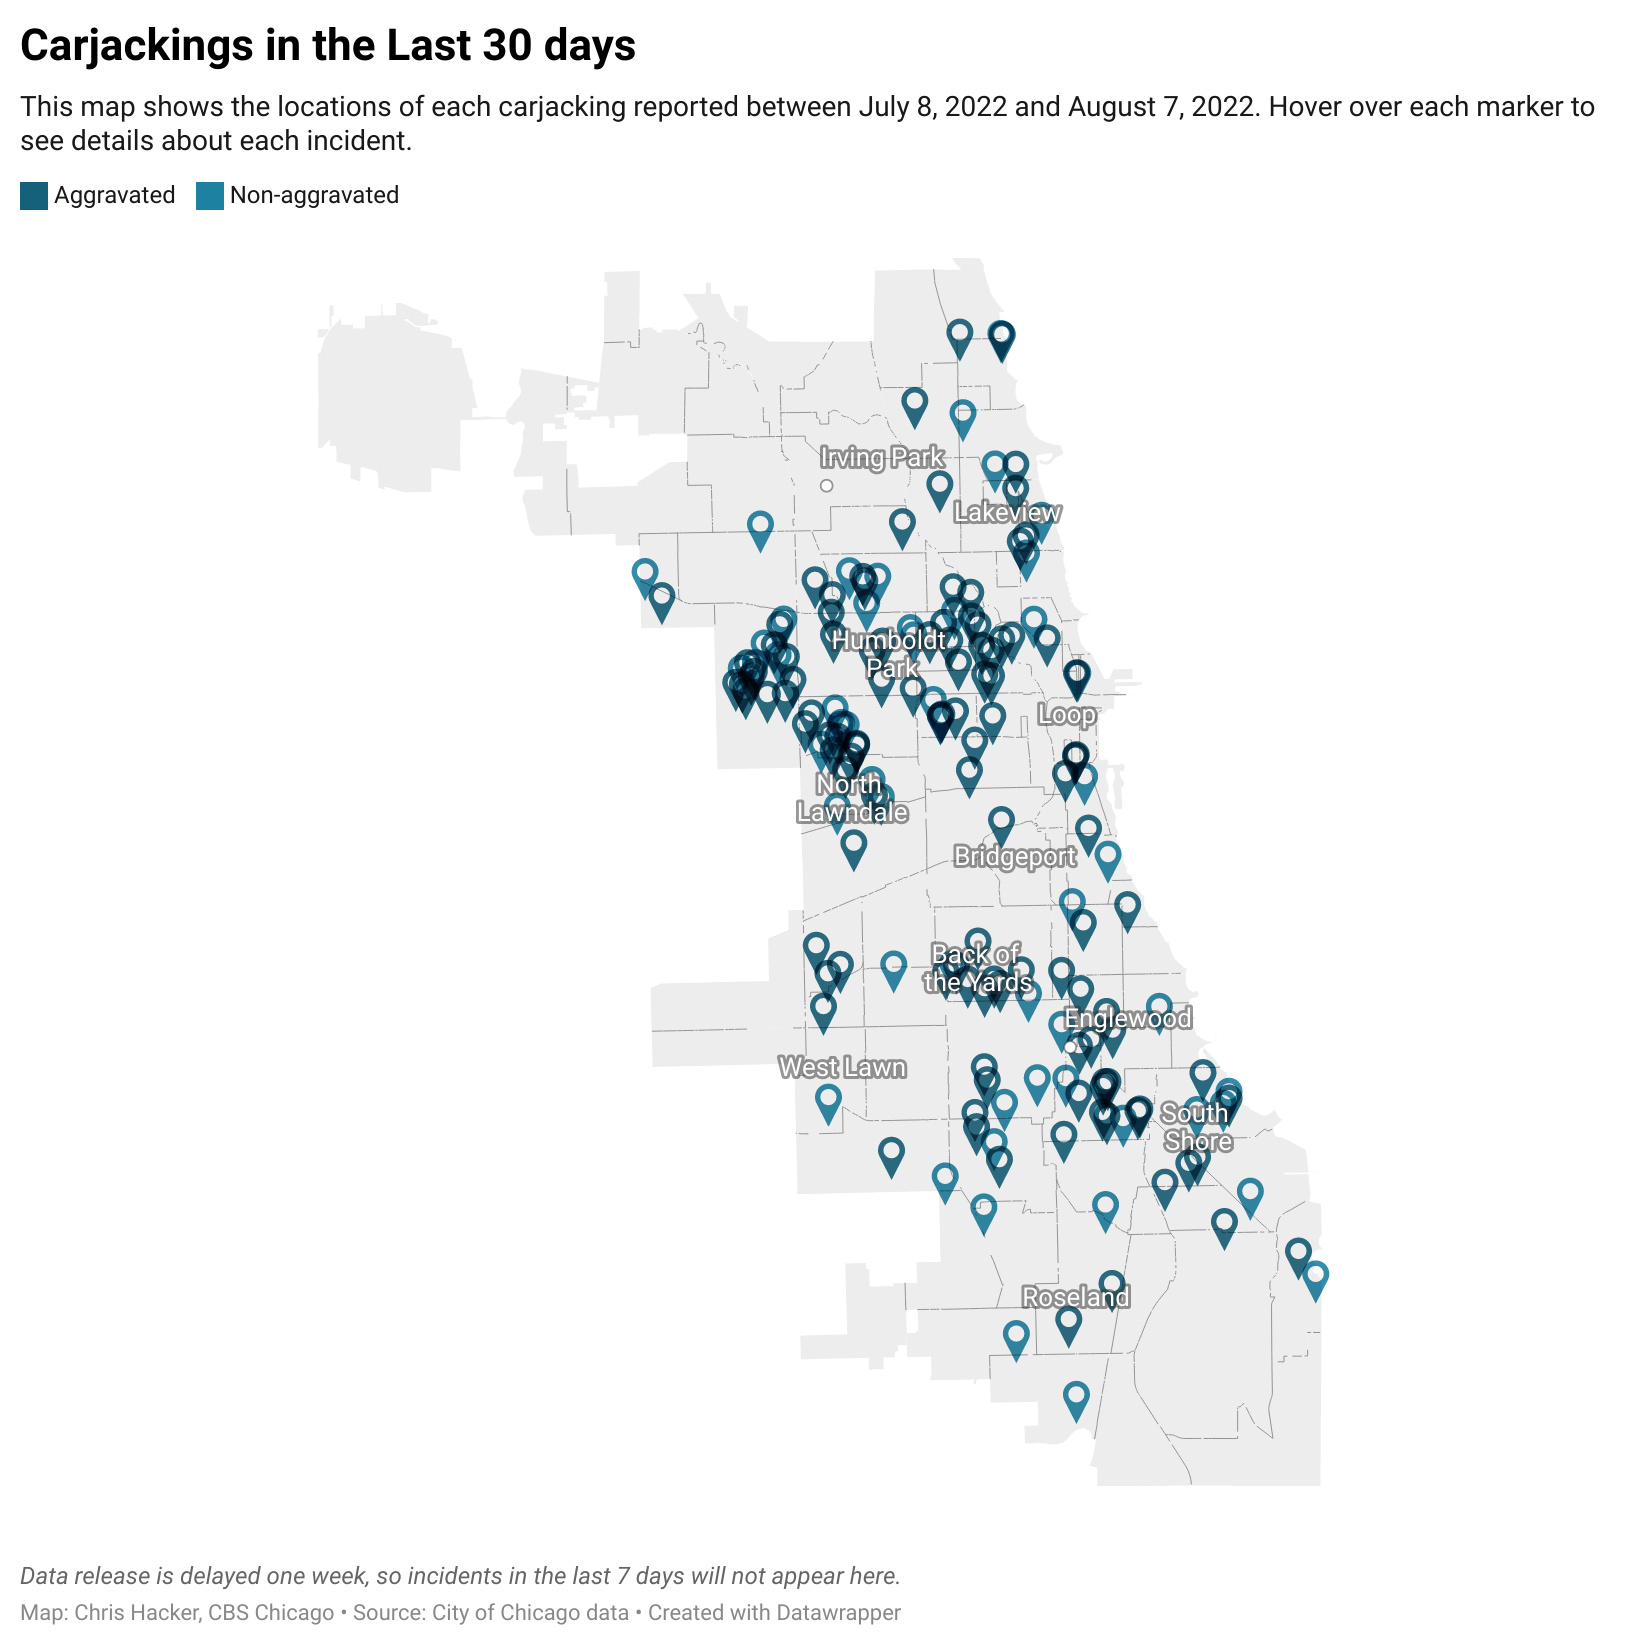 Carjackings in the Last 30 days
This map shows the locations of each carjacking reported between July 8, 2022 and August 7, 2022. Hover over each marker to
see details about each incident.
Aggravated Non-aggravated
Irving Park
Lakeview
Humboldt
Park
Loop
North
Lawndale
Bridgeport
Back of
the Yards
Englewood
West Lawn
South
Shore
Roseland
Data release is delayed one week, so incidents in the last 7 days will not appear here.
Map: Chris Hacker, CBS Chicago • Source: City of Chicago data • Created with Datawrapper